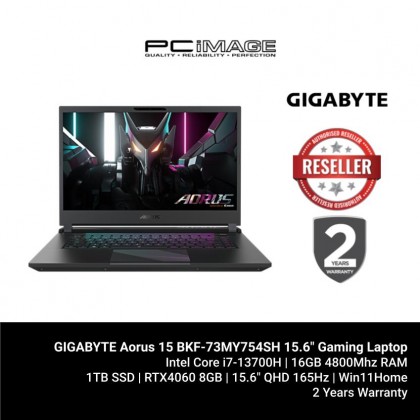 PC iMAGE
QUALITY - RELIABILITY - PERFECTION
GIGABYTE
AUTHORISED RESELLER
RESELLER
AORUS
2
YEARS
WARRANTY
GIGABYTE Aorus 15 BKF-73MY754SH 15.6" Gaming Laptop
Intel Core i7-13700H | 16GB 4800Mhz RAM
1TB SSD | RTX4060 8GB | 15.6" QHD 165Hz | Win11Home
2 Years Warranty